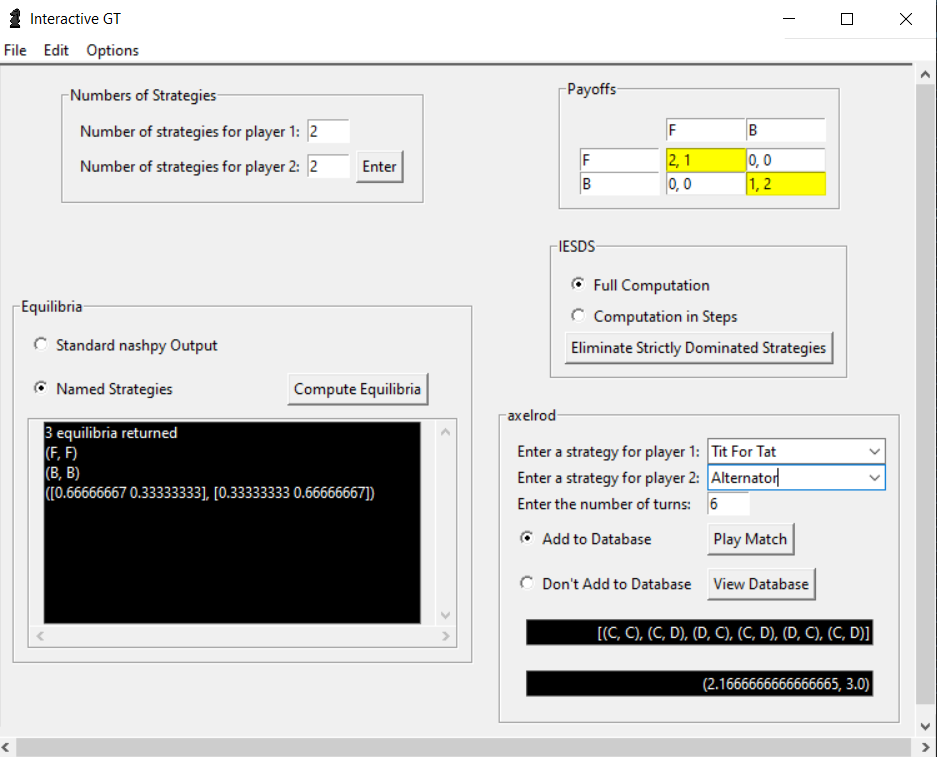 Interactive GT
File Edit Options
Numbers of Strategies
Number of strategies for player 1: 2
Number of strategies for player 2: 2 Enter
Payoffs
F B
F 2, 1 0, 0
B 0, 0 1, 2
IESDS
Full Computation
Computation in Steps
Eliminate Strictly Dominated Strategies
Equilibria
Standard nashpy Output
Named Strategies Compute Equilibria
3 equilibria returned
(F, F)
(B, B)
([0.66666667 0.33333333], [0.33333333 0.66666667])
axelrod
Enter a strategy for player 1: Tit For Tat
Enter a strategy for player 2: Alternator
Enter the number of turns: 6
Add to Database Play Match
Don't Add to Database View Database
[(C, C), (C, D), (D, C), (C, D), (D, C), (C, D)]
(2.1666666666666665, 3.0)